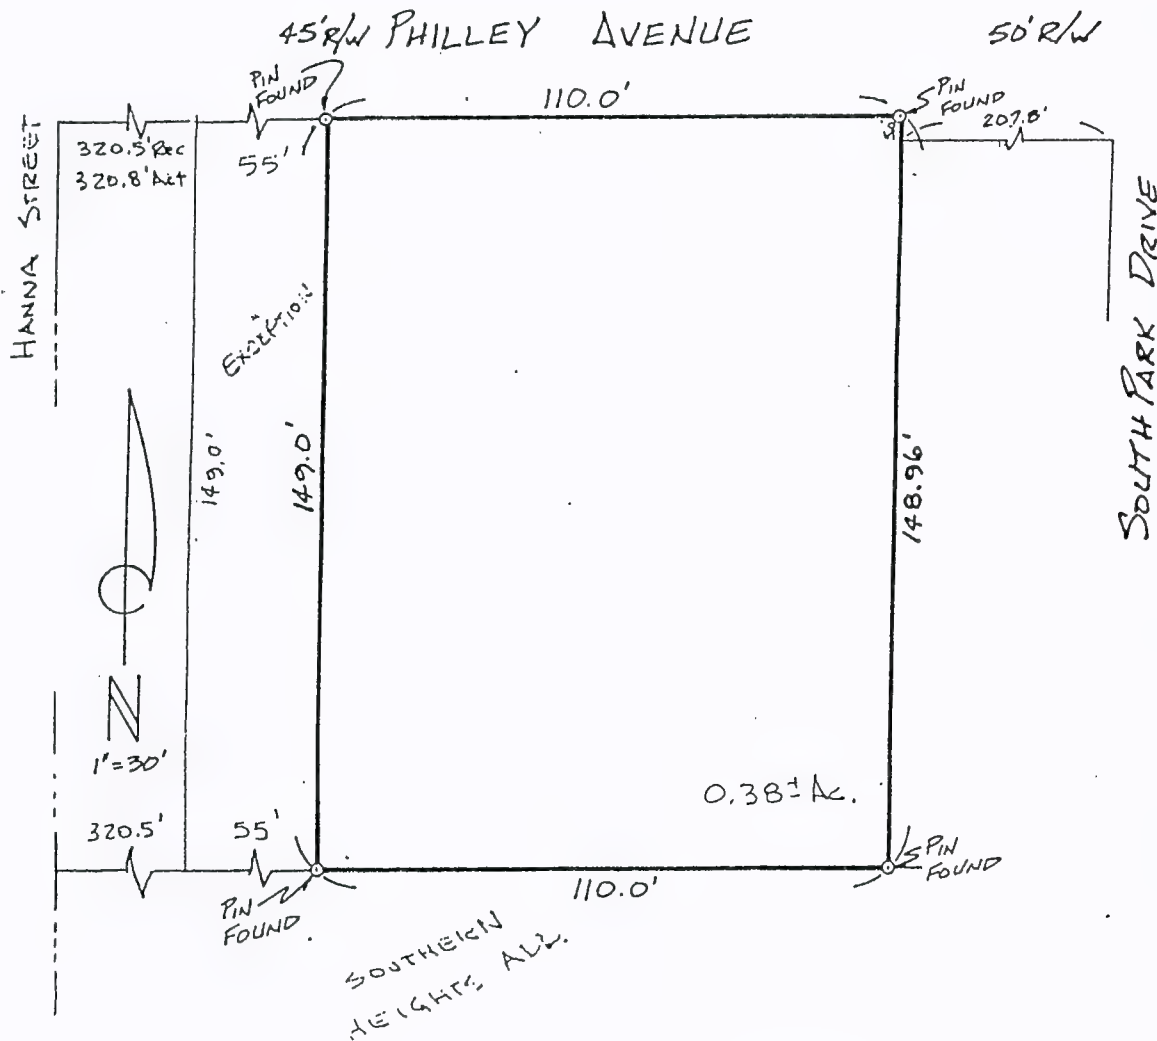 45'R/W PHILLEY AVENUE 50'R/W
PIN
FOUND
110.0'
PIN
FOUND
207.8'
HANNA STREET
320.5' Rec
320.8' Act
55'
5'
SOUTH PARK DRIVE
EXCEPTION
149.0'
149.0'
148.96'
N
1"=30'
0.38± Ac.
320.5'
55'
PIN
FOUND
110.0'
PIN
FOUND
SOUTHERN
HEIGHTS ADD.